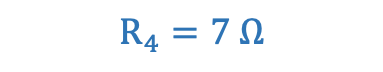 R₄ = 7 Ω